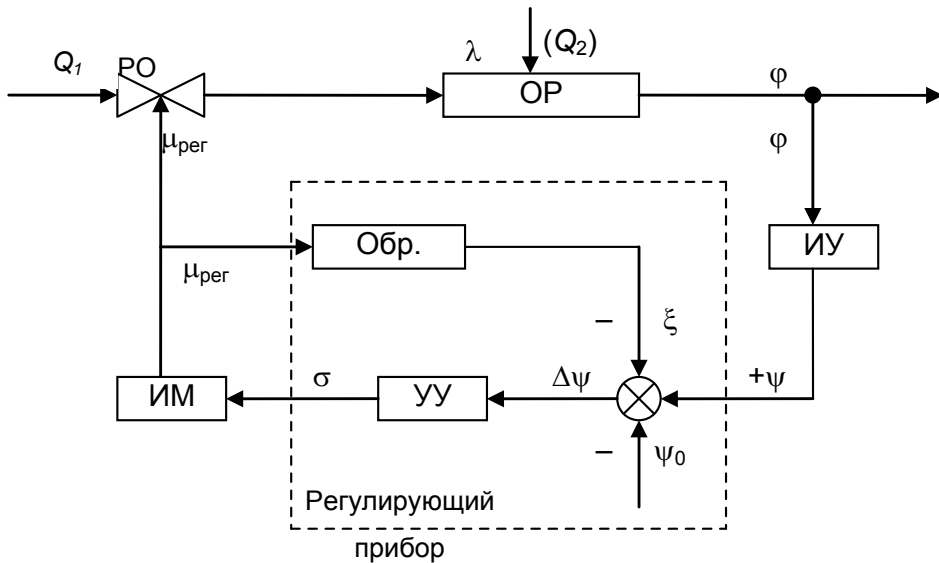 Q₁
РО
λ
(Q₂)
ОР
φ
φ
μрег
Обр.
μрег
ИУ
–
ξ
ИМ
σ
УУ
Δψ
+ψ
–
ψ₀
Регулирующий
прибор